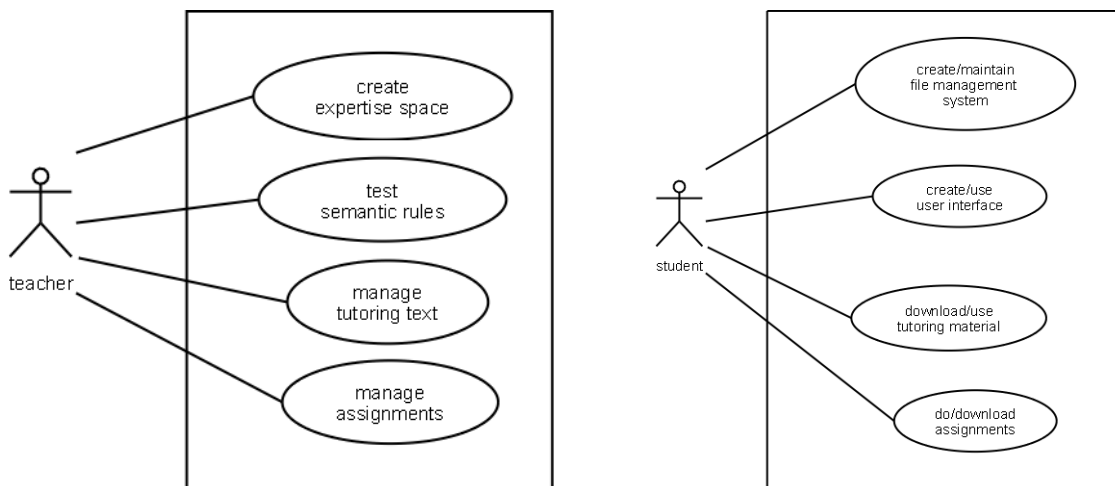 create
expertise space
test
semantic rules
teacher
manage
tutoring text
manage
assignments
create/maintain
file management
system
create/use
user interface
student
download/use
tutoring material
do/download
assignments